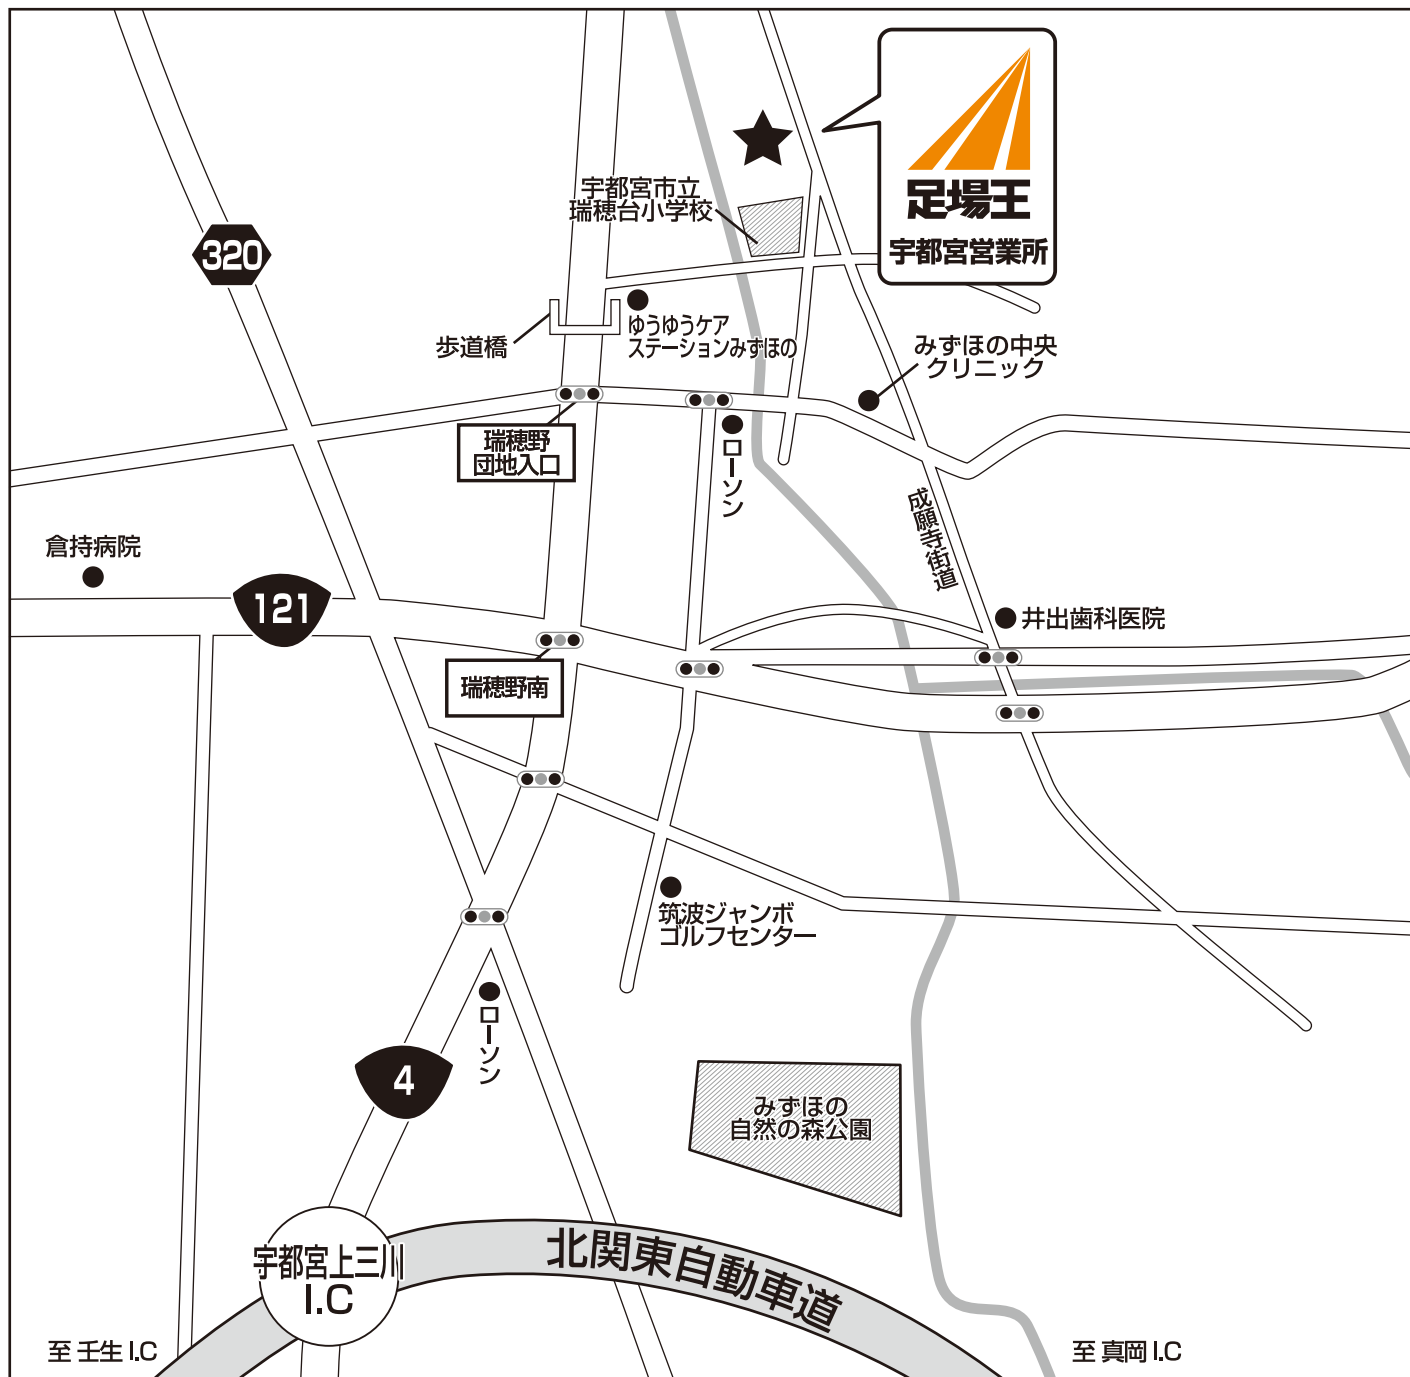 足場王
宇都宮営業所
宇都宮市立
瑞穂台小学校
320
歩道橋
ゆうゆうケア
ステーションみずほの
みずほの中央
クリニック
瑞穂野
団地入口
ローソン
成願寺街道
倉持病院
121
井出歯科医院
瑞穂野南
筑波ジャンボ
ゴルフセンター
ローソン
4
みずほの
自然の森公園
北関東自動車道
宇都宮上三川
I.C
至 壬生 I.C
至 真岡 I.C